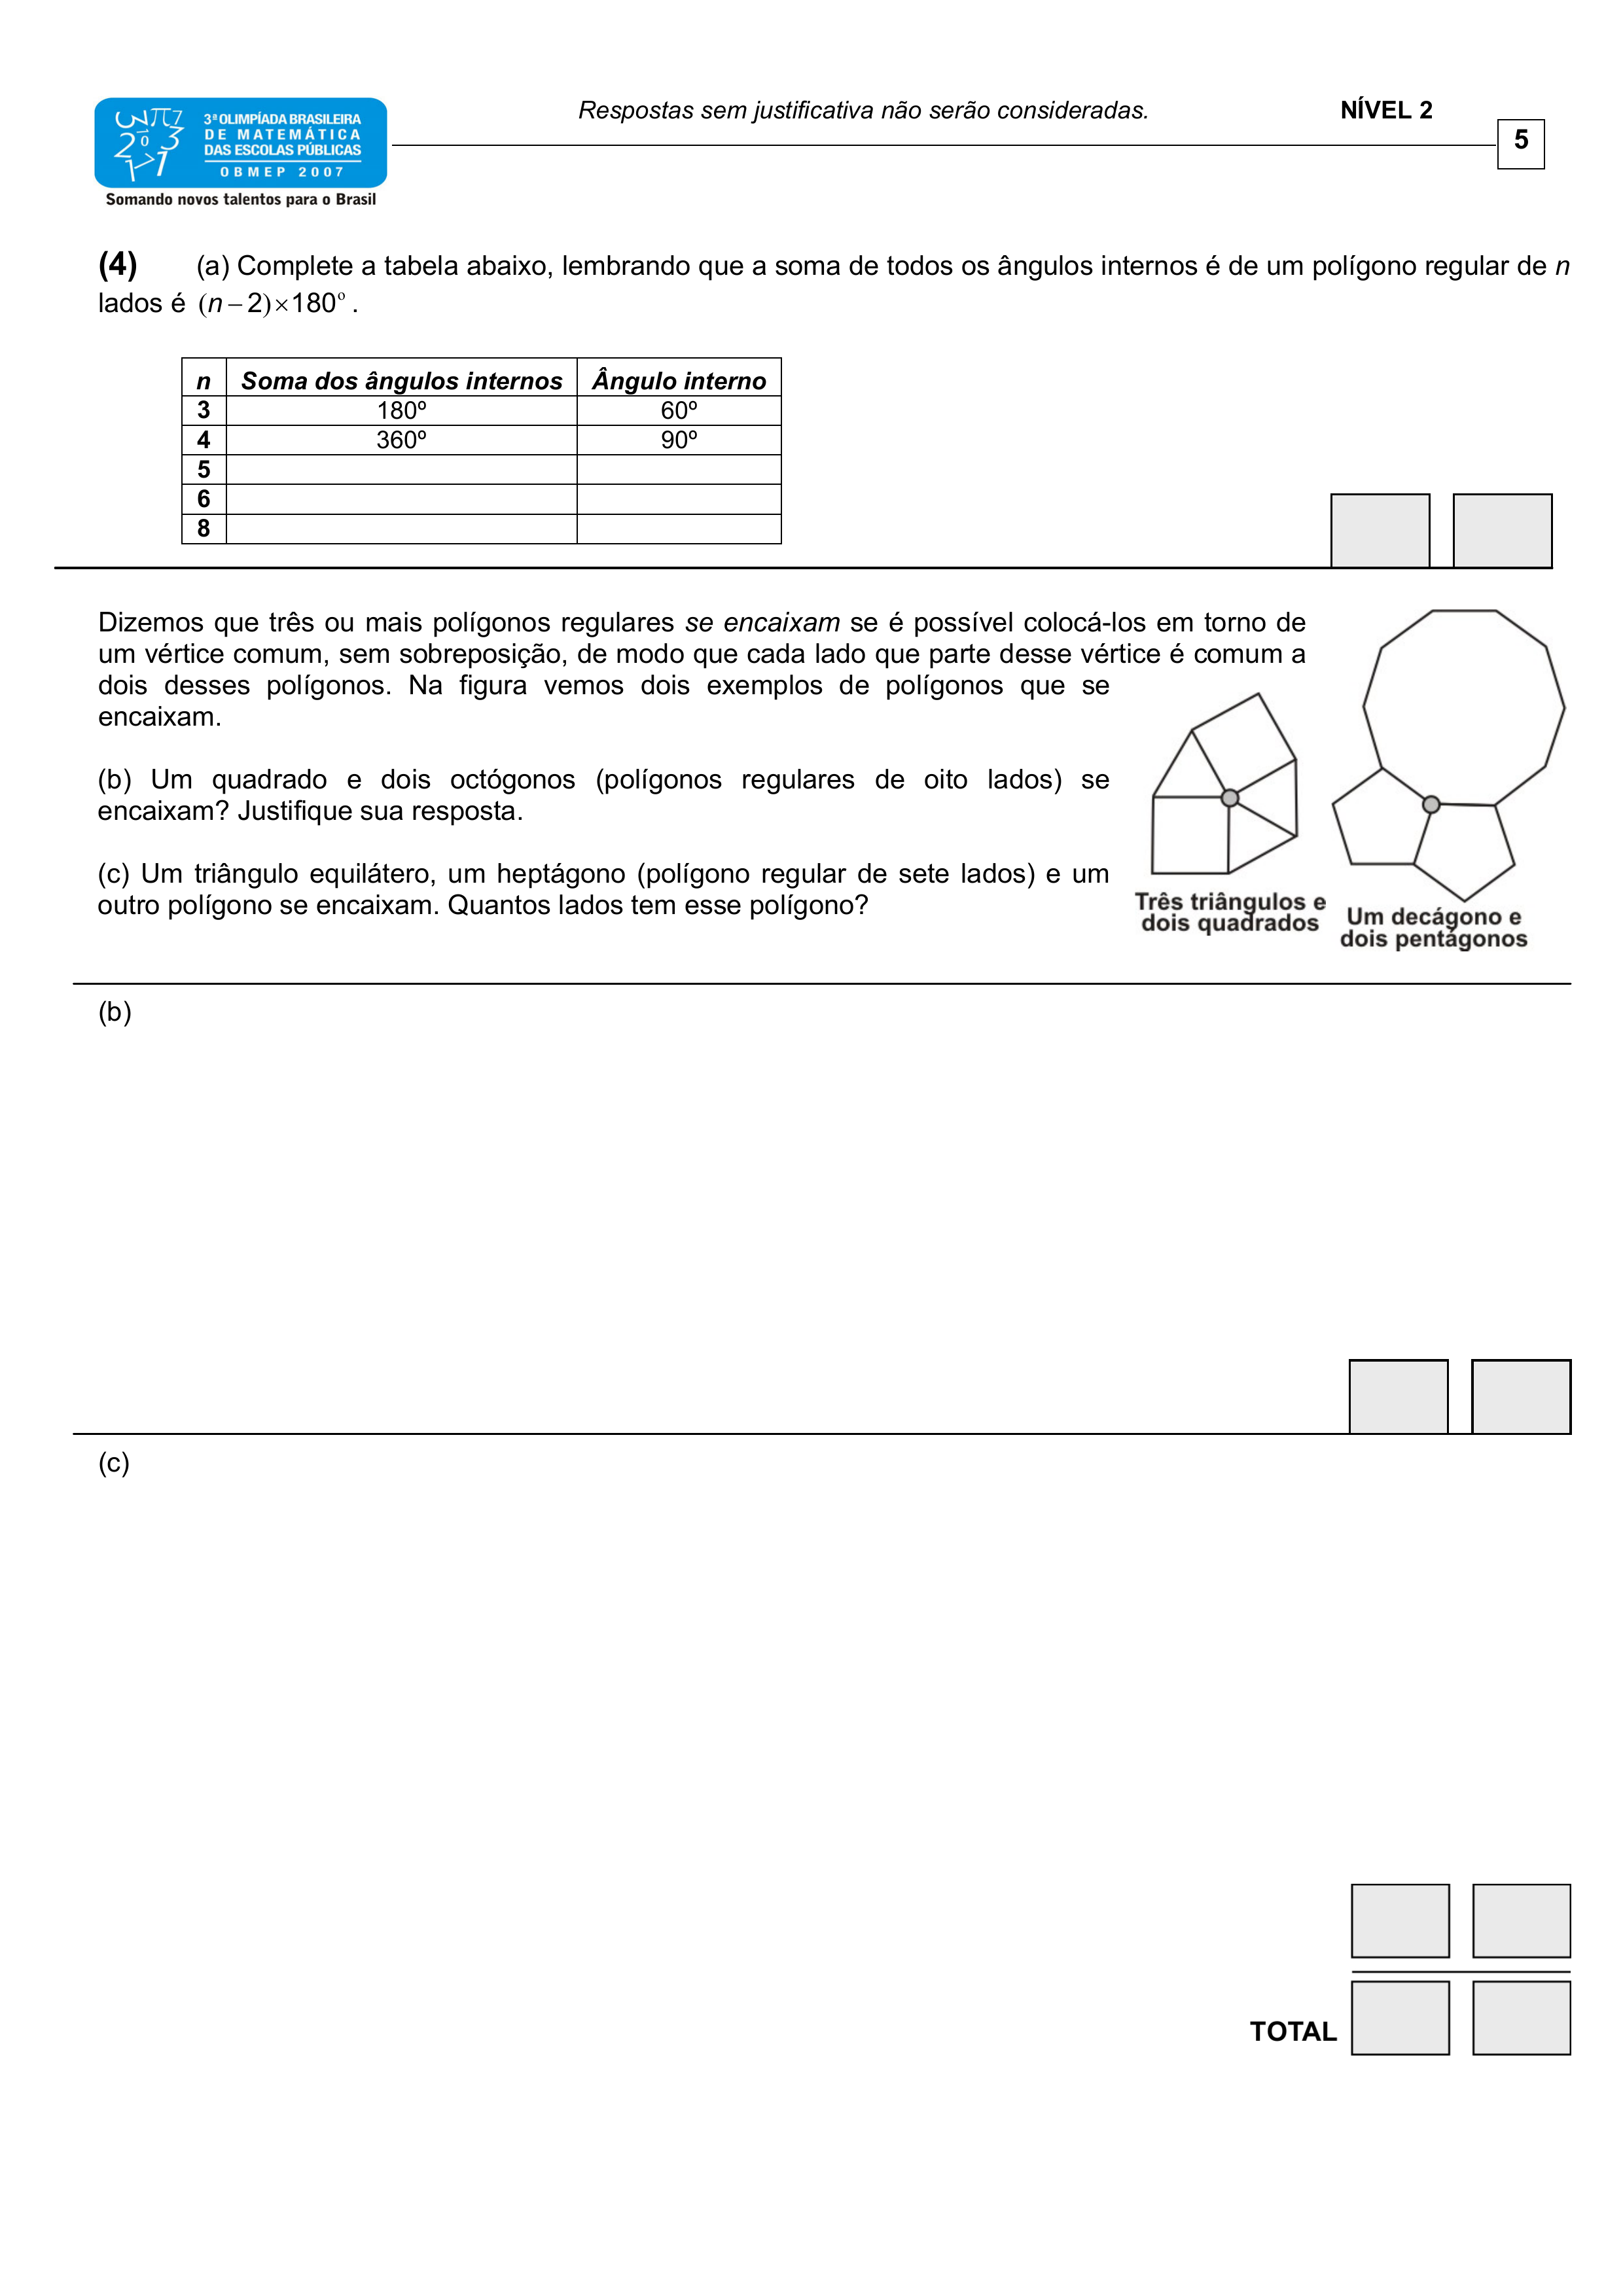 3ª OLIMPÍADA BRASILEIRA
DE MATEMÁTICA
DAS ESCOLAS PÚBLICAS
OBMEP 2007
Somando novos talentos para o Brasil
Respostas sem justificativa não serão consideradas.
NÍVEL 2
5
(4) (a) Complete a tabela abaixo, lembrando que a soma de todos os ângulos internos é de um polígono regular de n
lados é (n – 2)×180º.
n Soma dos ângulos internos Ângulo interno
3 180º 60º
4 360º 90º
5
6
8
Dizemos que três ou mais polígonos regulares se encaixam se é possível colocá-los em torno de
um vértice comum, sem sobreposição, de modo que cada lado que parte desse vértice é comum a
dois desses polígonos. Na figura vemos dois exemplos de polígonos que se
encaixam.
(b) Um quadrado e dois octógonos (polígonos regulares de oito lados) se
encaixam? Justifique sua resposta.
(c) Um triângulo equilátero, um heptágono (polígono regular de sete lados) e um
outro polígono se encaixam. Quantos lados tem esse polígono?
Três triângulos e
dois quadrados
Um decágono e
dois pentágonos
(b)
(c)
TOTAL